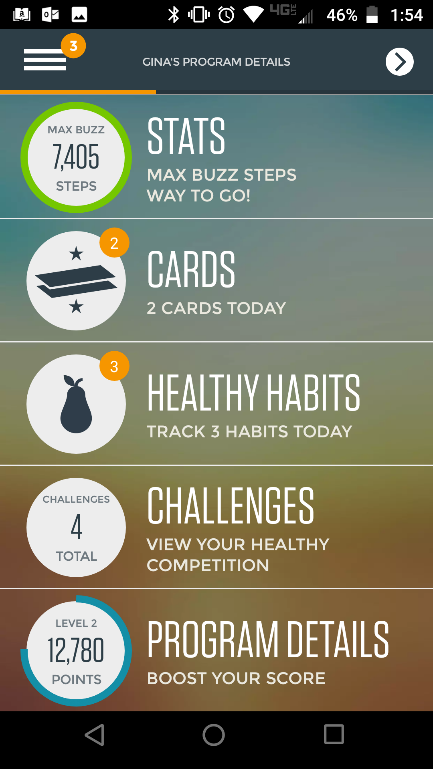 4G LTE 46% 1:54
3
GINA'S PROGRAM DETAILS
MAX BUZZ
7,405
STEPS
STATS
MAX BUZZ STEPS
WAY TO GO!
2
CARDS
2 CARDS TODAY
3
HEALTHY HABITS
TRACK 3 HABITS TODAY
CHALLENGES
4
TOTAL
CHALLENGES
VIEW YOUR HEALTHY
COMPETITION
LEVEL 2
12,780
POINTS
PROGRAM DETAILS
BOOST YOUR SCORE